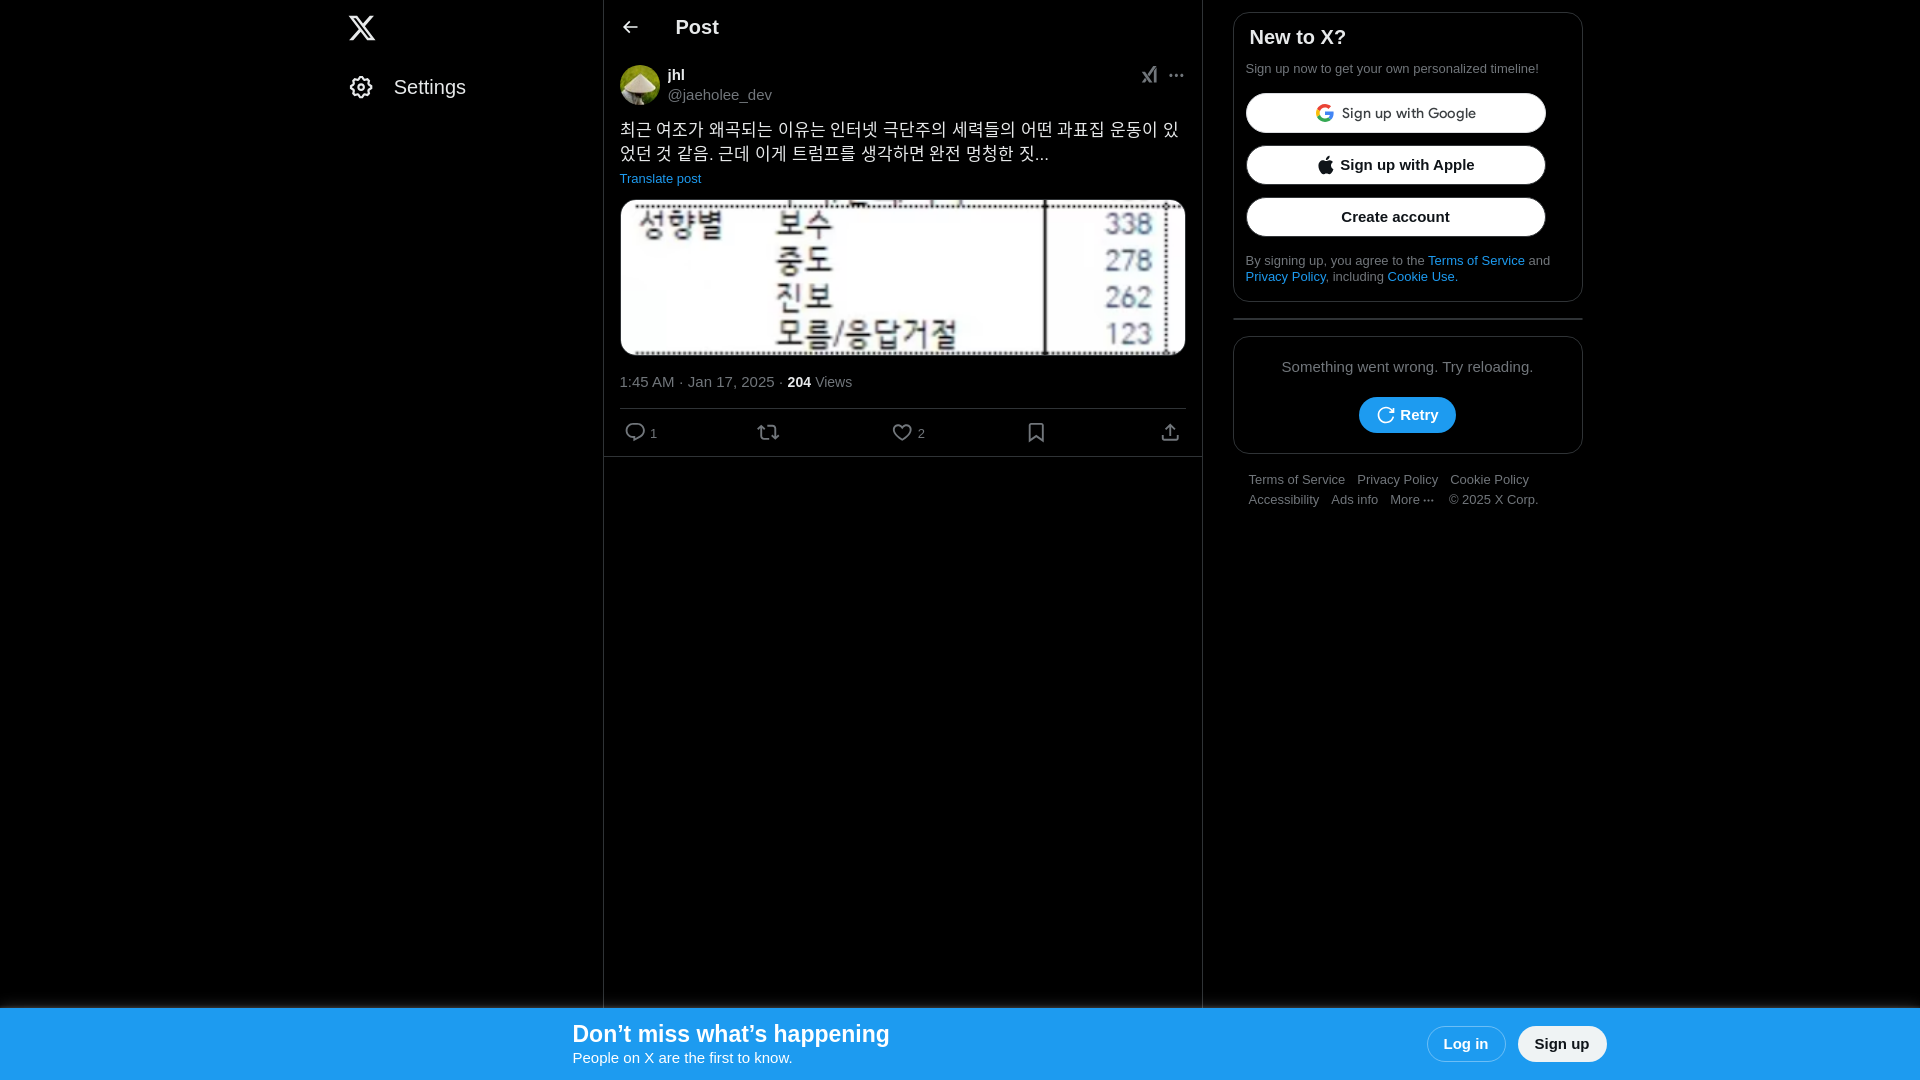 Post
Settings
jhl
@jaeholee_dev
최근 여조가 왜곡되는 이유는 인터넷 극단주의 세력들의 어떤 과표집 운동이 있
었던 것 같음. 근데 이게 트럼프를 생각하면 완전 멍청한 짓...
Translate post
성향별 보수 338
중도 278
진보 262
모름/응답거절 123
1:45 AM · Jan 17, 2025 · 204 Views
1 2
New to X?
Sign up now to get your own personalized timeline!
Sign up with Google
Sign up with Apple
Create account
By signing up, you agree to the Terms of Service and
Privacy Policy, including Cookie Use.
Something went wrong. Try reloading.
Retry
Terms of Service Privacy Policy Cookie Policy
Accessibility Ads info More ··· © 2025 X Corp.
Don’t miss what’s happening
People on X are the first to know.
Log in Sign up